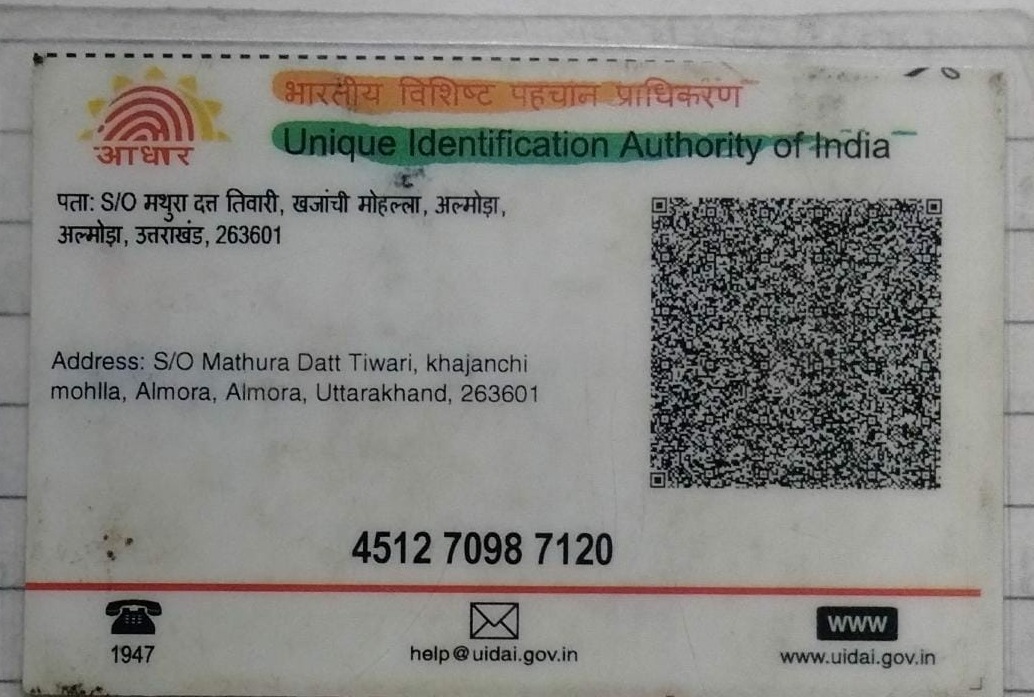 आधार
भारतीय विशिष्ट पहचान प्राधिकरण
Unique Identification Authority of India
पता: S/O मथुरा दत्त तिवारी, खजांची मोहल्ला, अल्मोड़ा,
अल्मोड़ा, उत्तराखंड, 263601
Address: S/O Mathura Datt Tiwari, khajanchi
mohlla, Almora, Almora, Uttarakhand, 263601
4512 7098 7120
1947
help@uidai.gov.in
www
www.uidai.gov.in